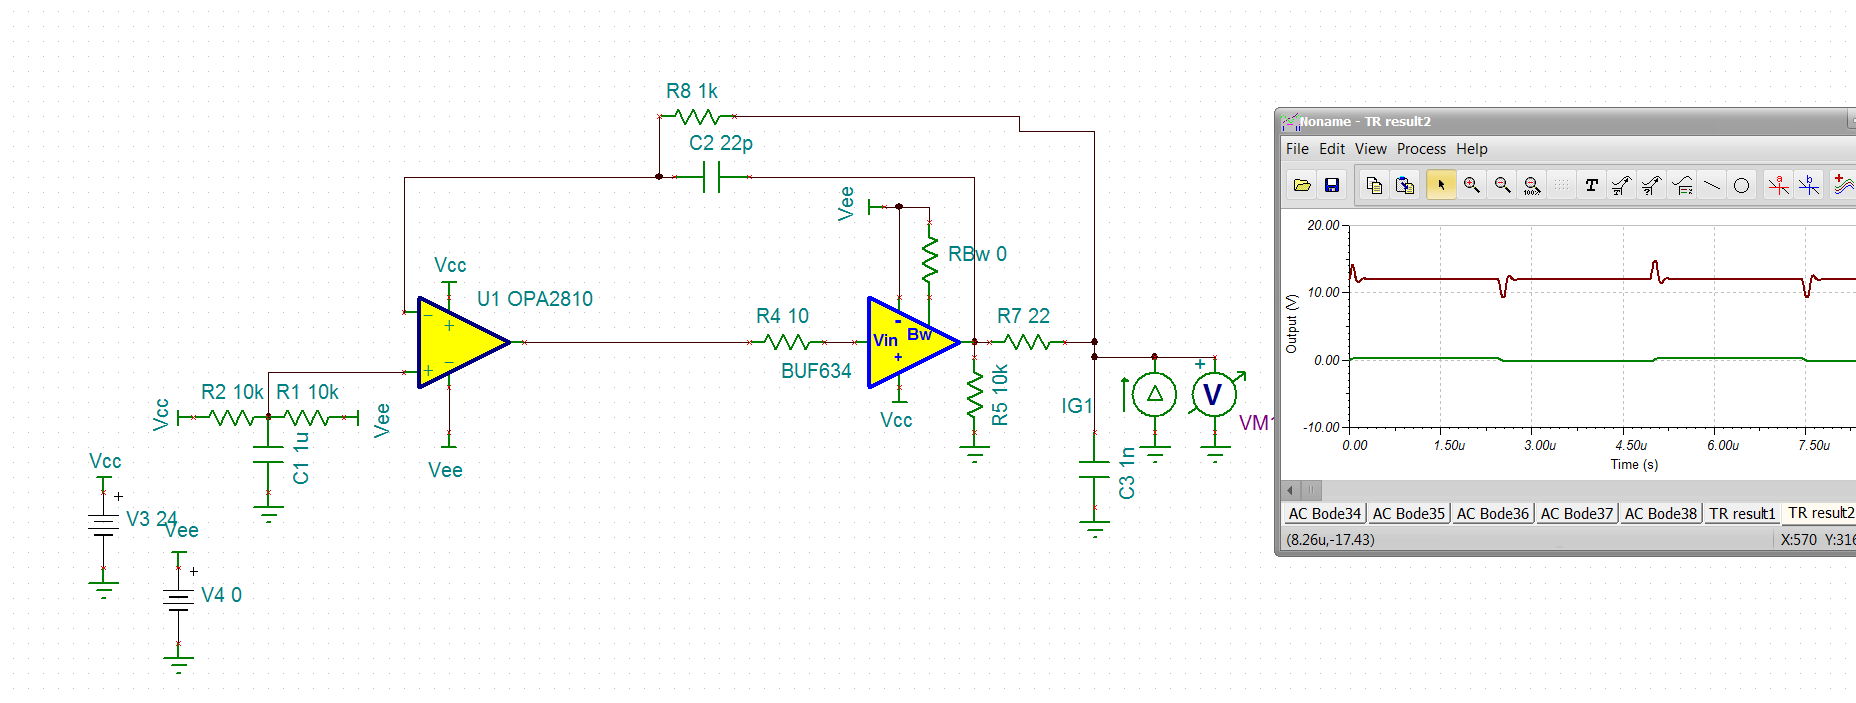 R8 1k
C2 22p
Vee
RBw 0
Vcc
U1 OPA2810
−
+
−
+
R4 10
BUF634
Vin
-
Bw
+
Vcc
R7 22
R5 10k
IG1
+
V
VM1
C3 1n
R2 10k
R1 10k
Vcc
Vee
C1 1u
Vee
Vcc
+
V3 24
Vee
+
V4 0
Noname - TR result2
File Edit View Process Help
100%
T
a
b
20.00
10.00
0.00
-10.00
Output (V)
0.00 1.50u 3.00u 4.50u 6.00u 7.50u
Time (s)
AC Bode34 AC Bode35 AC Bode36 AC Bode37 AC Bode38 TR result1 TR result2
(8.26u,-17.43) X:570 Y:316